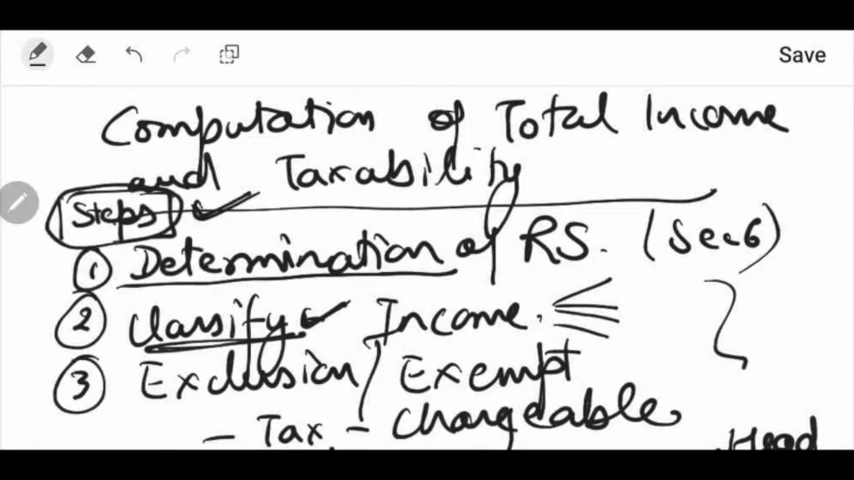 Save
Computation of Total Income
and Taxability
Steps
① Determination of RS. (Sec 6)
② Classify Income.
③ Exclusion / Exempt
- Tax. - Chargeable
Head